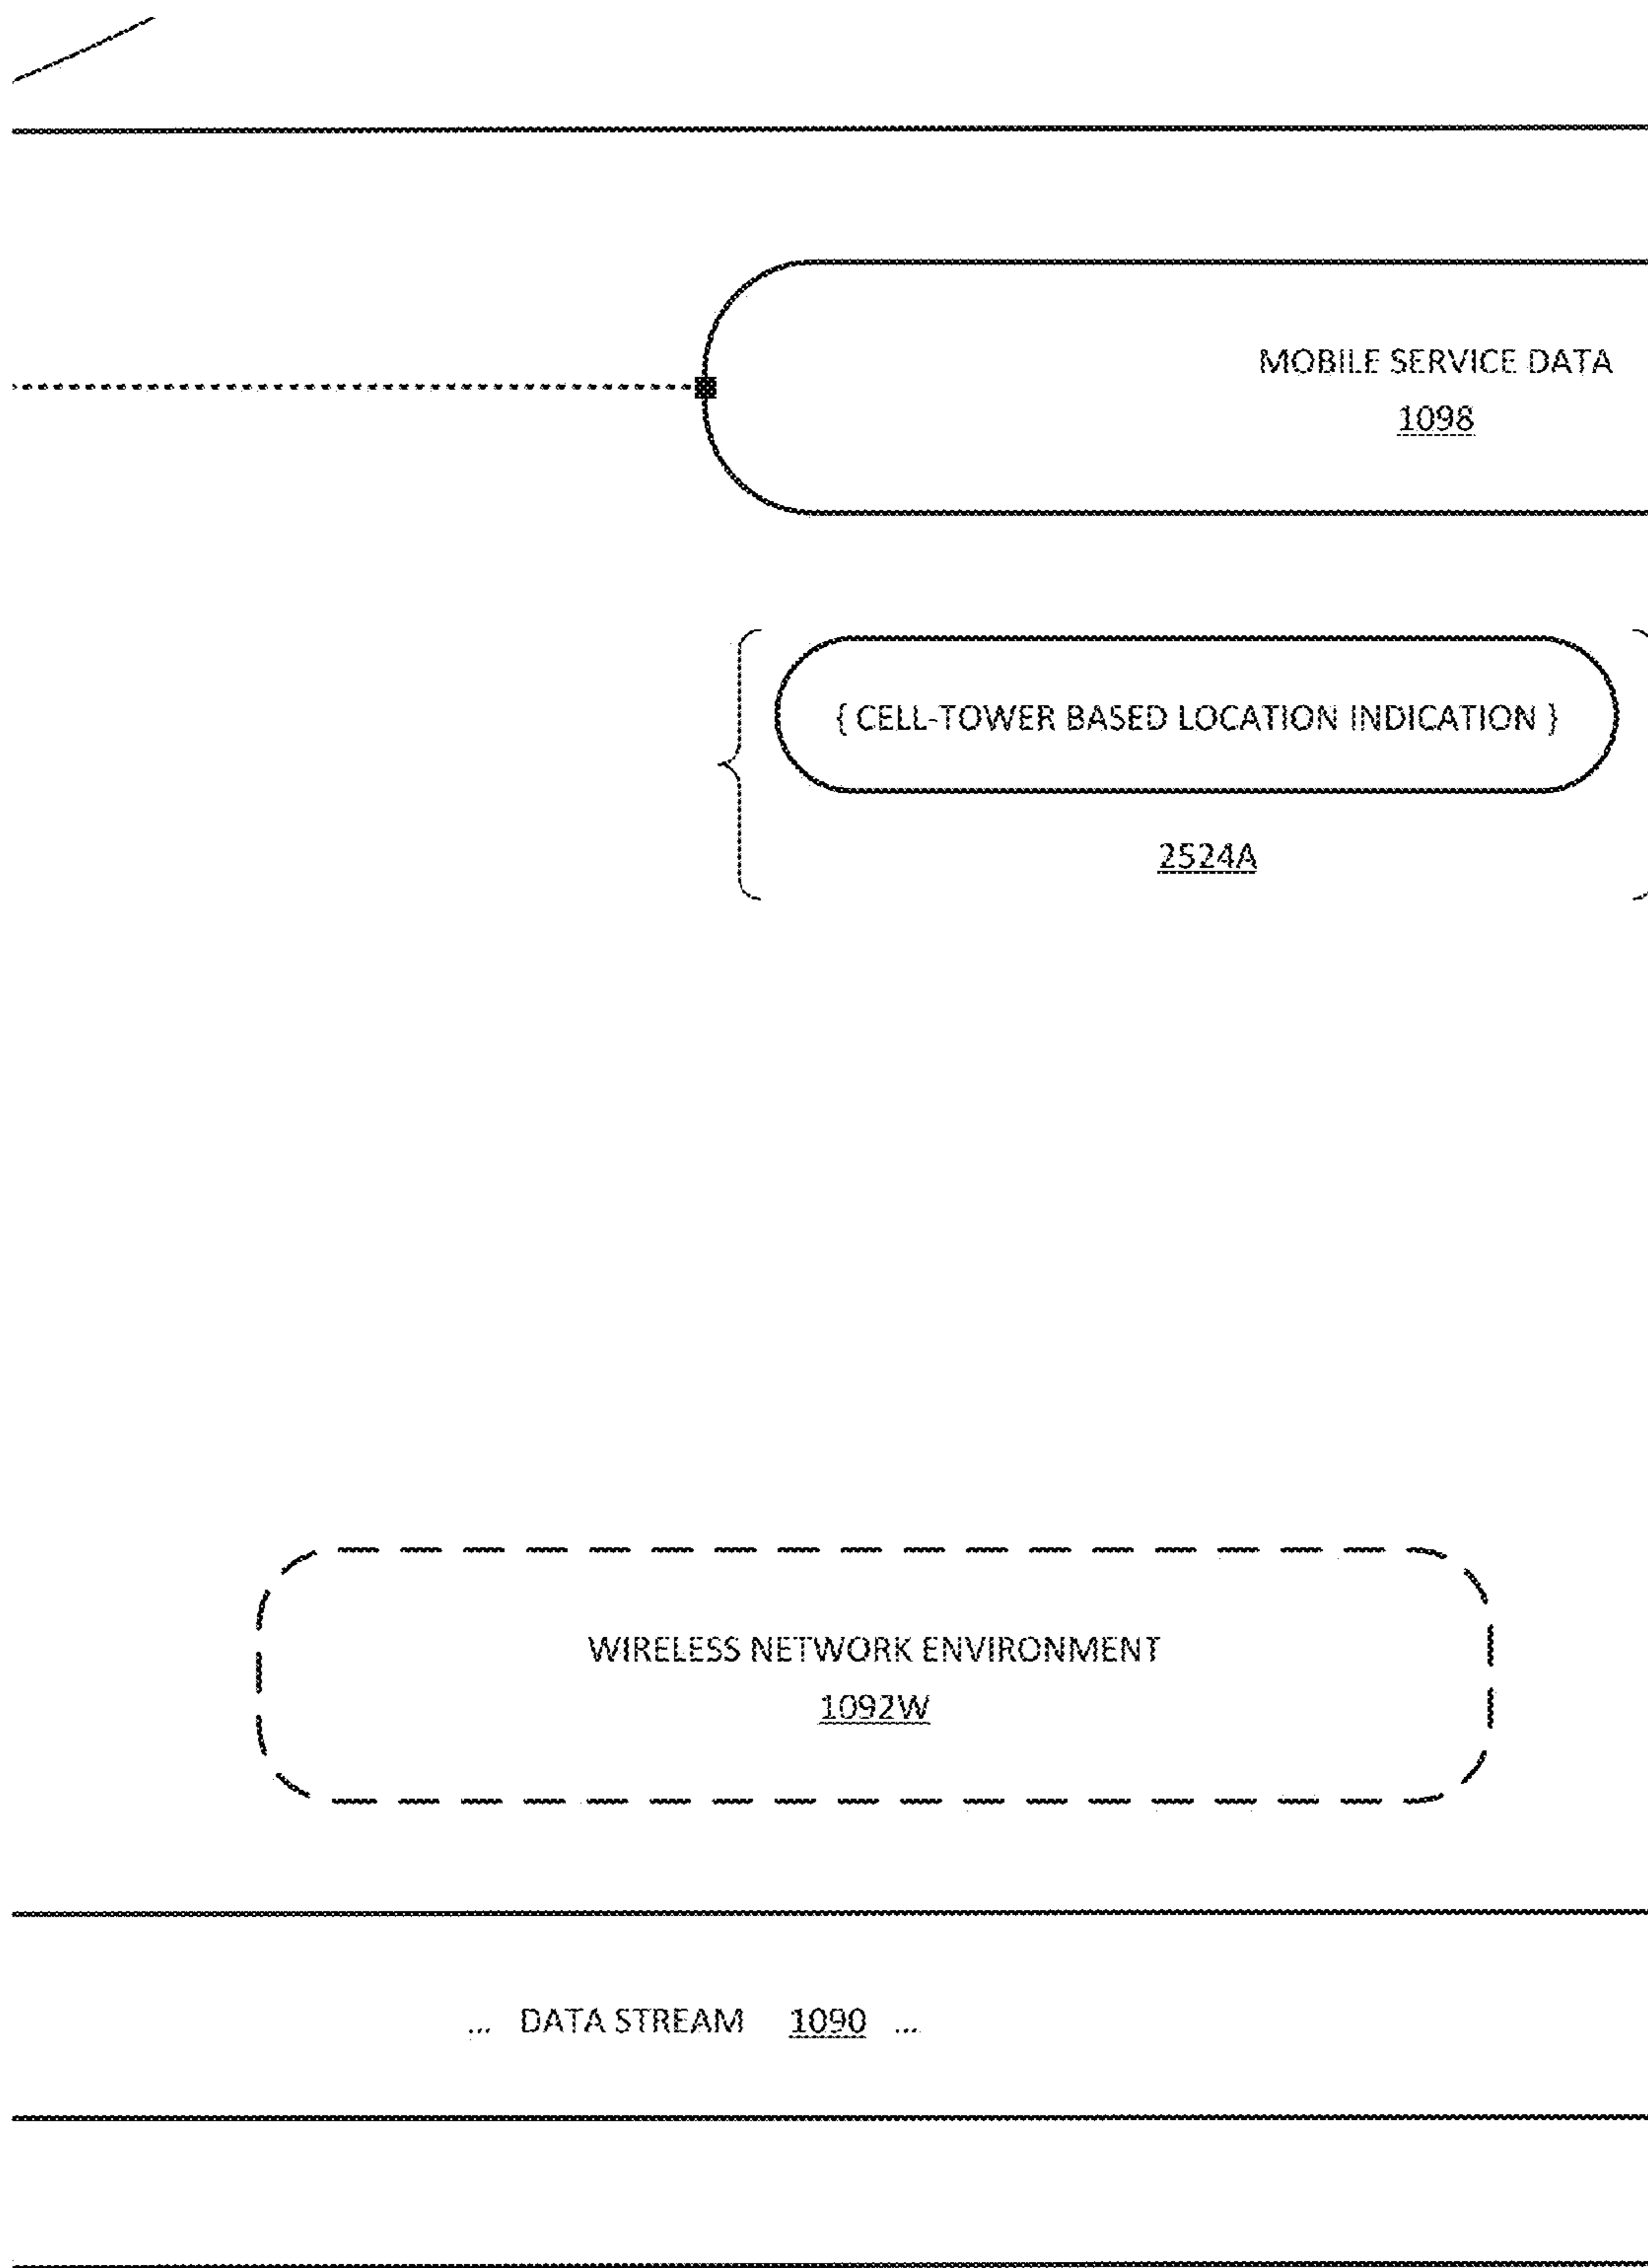 MOBILE SERVICE DATA
1098
{ CELL-TOWER BASED LOCATION INDICATION }
2524A
WIRELESS NETWORK ENVIRONMENT
1092W
... DATA STREAM 1090 ...